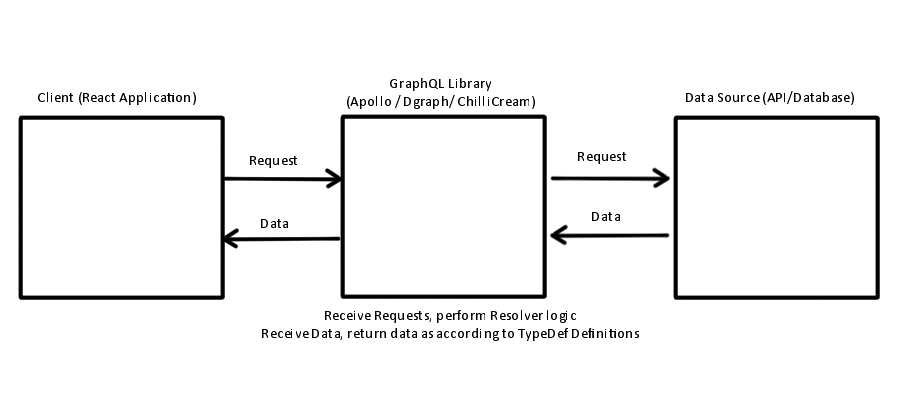 GraphQL Library
Client (React Application)
(Apollo / Dgraph/ ChilliCream)
Data Source (API/Database)
Request
Request
Data
Data
Receive Requests, perform Resolver logic
Receive Data, return data as according to TypeDef Definitions